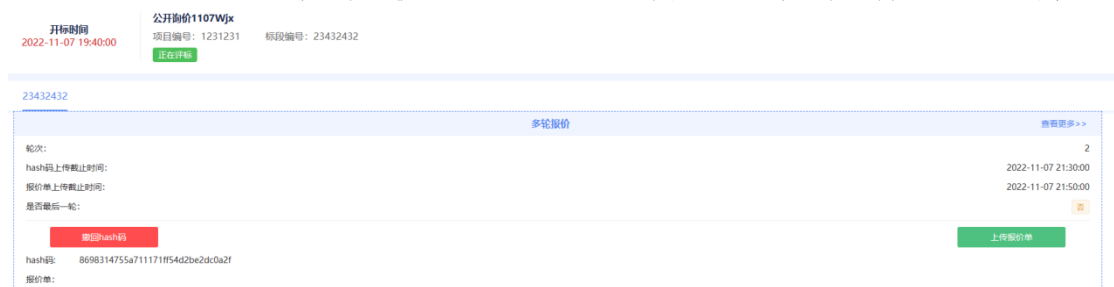 开标时间
2022-11-07 19:40:00
公开询价1107Wjx
项目编号：1231231 标段编号：23432432
正在评标
23432432
多轮报价 查看更多>>
轮次： 2
hash码上传截止时间： 2022-11-07 21:30:00
报价单上传截止时间： 2022-11-07 21:50:00
是否最后一轮： 否
撤回hash码 上传报价单
hash码： 8698314755a711171ff54d2be2dc0a2f
报价单：